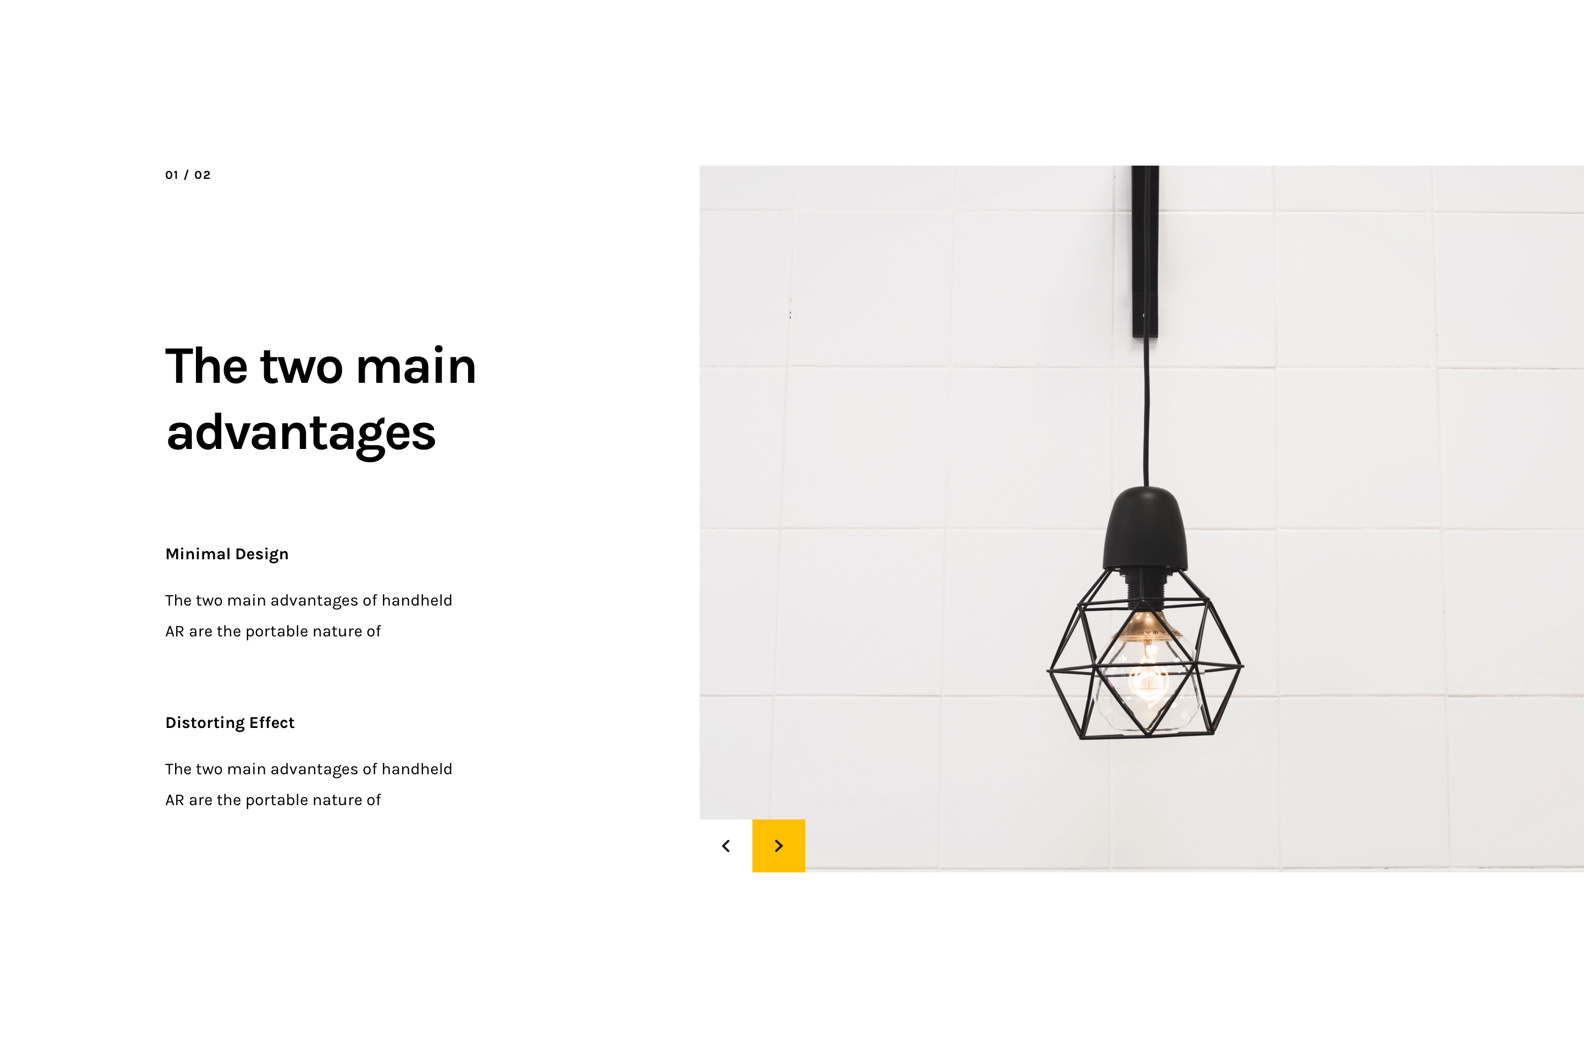 01 / 02
The two main
advantages
Minimal Design
The two main advantages of handheld
AR are the portable nature of
Distorting Effect
The two main advantages of handheld
AR are the portable nature of